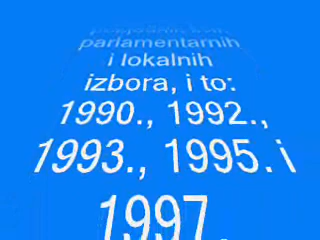 parlamentarnih
i lokalnih
izbora, i to:
1990., 1992.,
1993., 1995. i
1997.